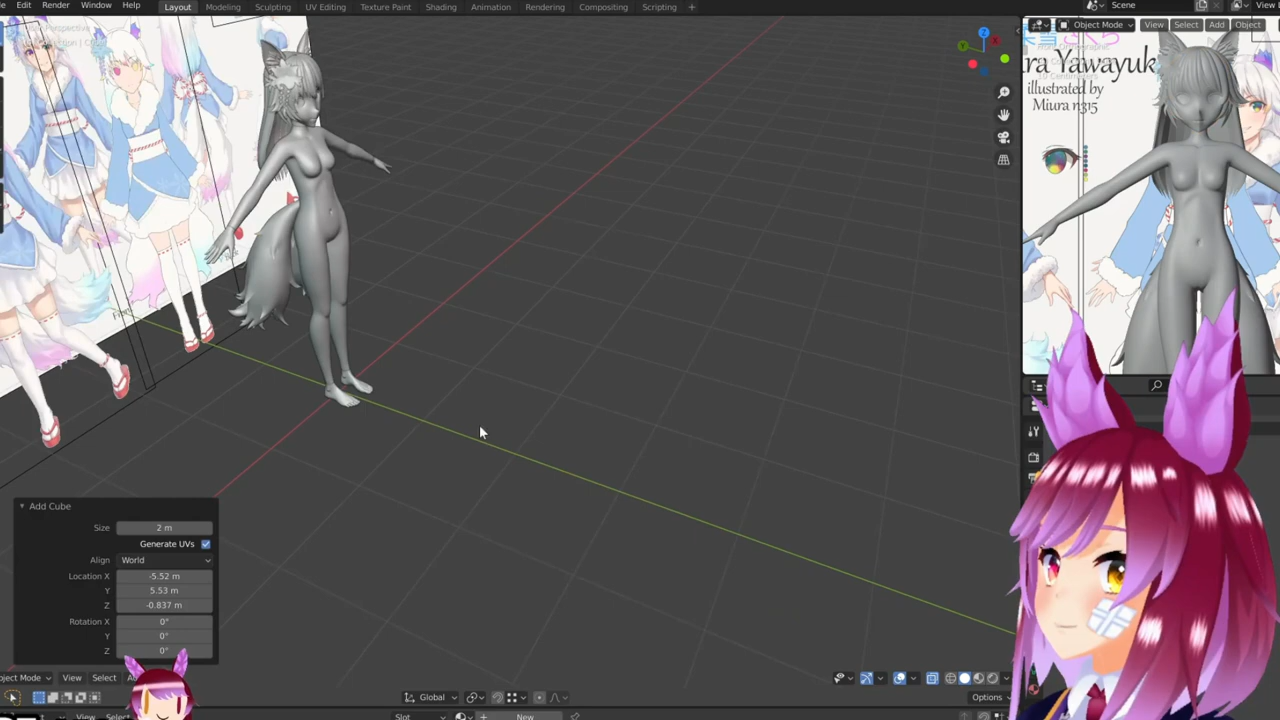 Edit Render Window Help Layout Modeling Sculpting UV Editing Texture Paint Shading Animation Rendering Compositing Scripting + Scene
Object Mode View Select Add Object
Yawayuk
illustrated by
Miura n315
Add Cube
Size 2 m
Generate UVs
Align World
Location X -5.52 m
Y 5.53 m
Z -0.837 m
Rotation X 0°
Y 0°
Z 0°
Mode View Select
Global Options
View Slot New